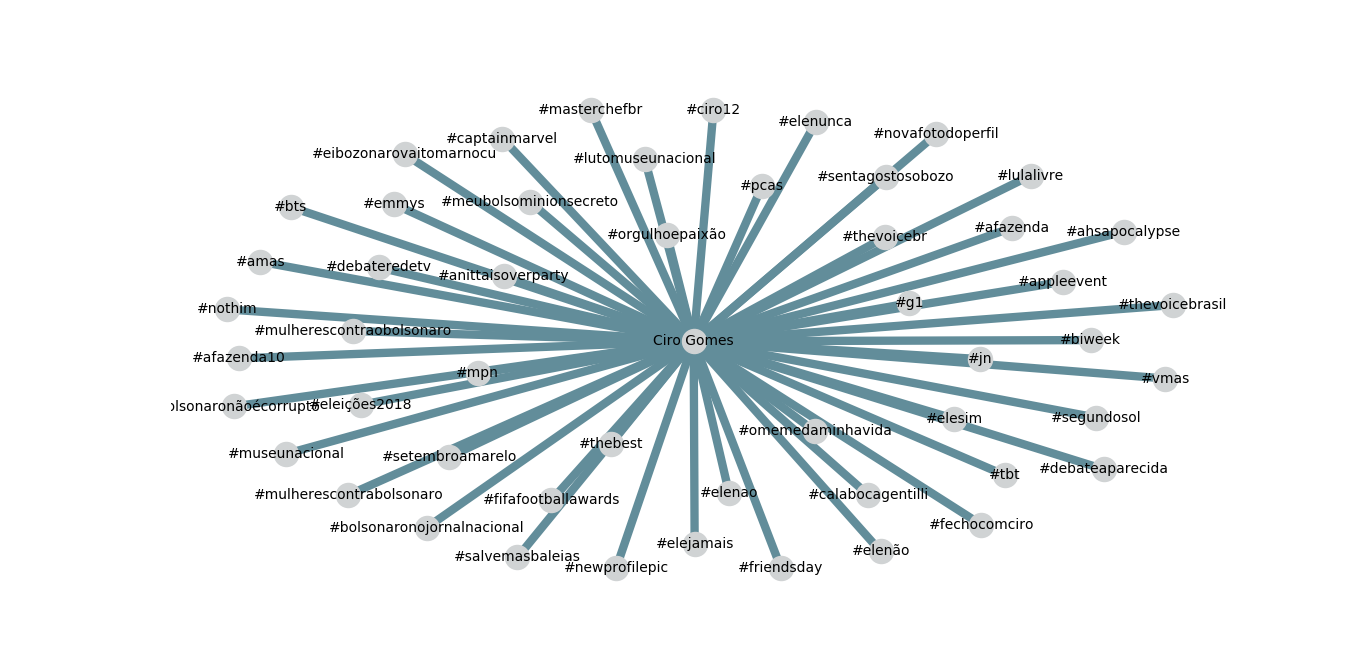 #masterchefbr
#ciro12
#elenunca
#novafotodoperfil
#captainmarvel
#eibozonarovaitomarnocu
#lutomuseunacional
#sentagostosobozo
#lulalivre
#pcas
#bts
#emmys
#meubolsominionsecreto
#orgulhoepaixão
#thevoicebr
#afazenda
#ahsapocalypse
#amas
#debateredetv
#anittaisoverparty
#appleevent
#nothim
#g1
#thevoicebrasil
#mulherescontraobolsonaro
Ciro Gomes
#biweek
#afazenda10
#jn
#mpn
#vmas
olsonaronãoécorrupto
#eleições2018
#elesim
#segundosol
#omemedaminhavida
#museunacional
#setembroamarelo
#thebest
#debateaparecida
#tbt
#mulherescontrabolsonaro
#fifafootballawards
#elenao
#calabocagentilli
#bolsonaronojornalnacional
#fechocomciro
#salvemasbaleias
#elejamais
#elenão
#newprofilepic
#friendsday